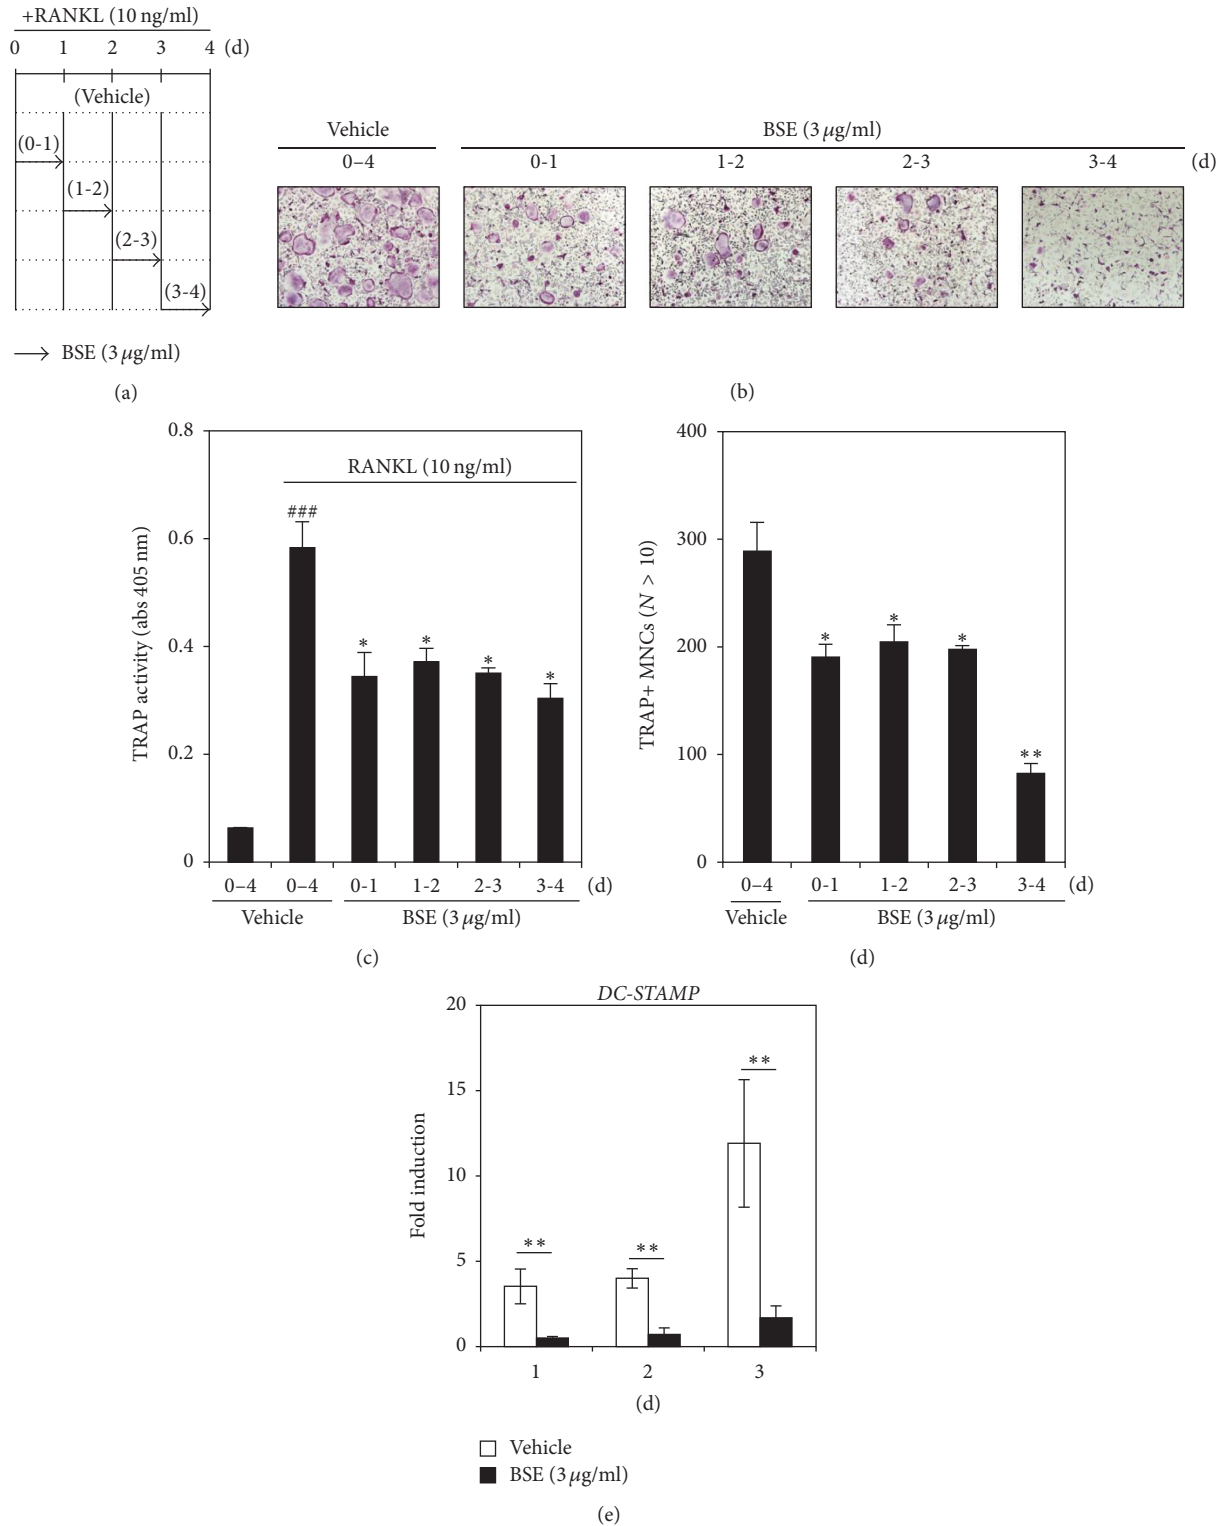 +RANKL (10 ng/ml)
0 1 2 3 4 (d)
(Vehicle)
(0-1)
(1-2)
(2-3)
(3-4)
BSE (3 μg/ml)
(a)
Vehicle BSE (3 μg/ml)
0–4 0-1 1-2 2-3 3-4 (d)
(b)
TRAP activity (abs 405 nm)
0.8
0.6
0.4
0.2
0
RANKL (10 ng/ml)
###
* * * *
0–4 0–4 0-1 1-2 2-3 3-4 (d)
Vehicle BSE (3 μg/ml)
(c)
TRAP+ MNCs (N > 10)
400
300
200
100
0
* * * **
0–4 0-1 1-2 2-3 3-4 (d)
Vehicle BSE (3 μg/ml)
(d)
DC-STAMP
Fold induction
20
15
10
5
0
** ** **
1 2 3
(d)
Vehicle
BSE (3 μg/ml)
(e)